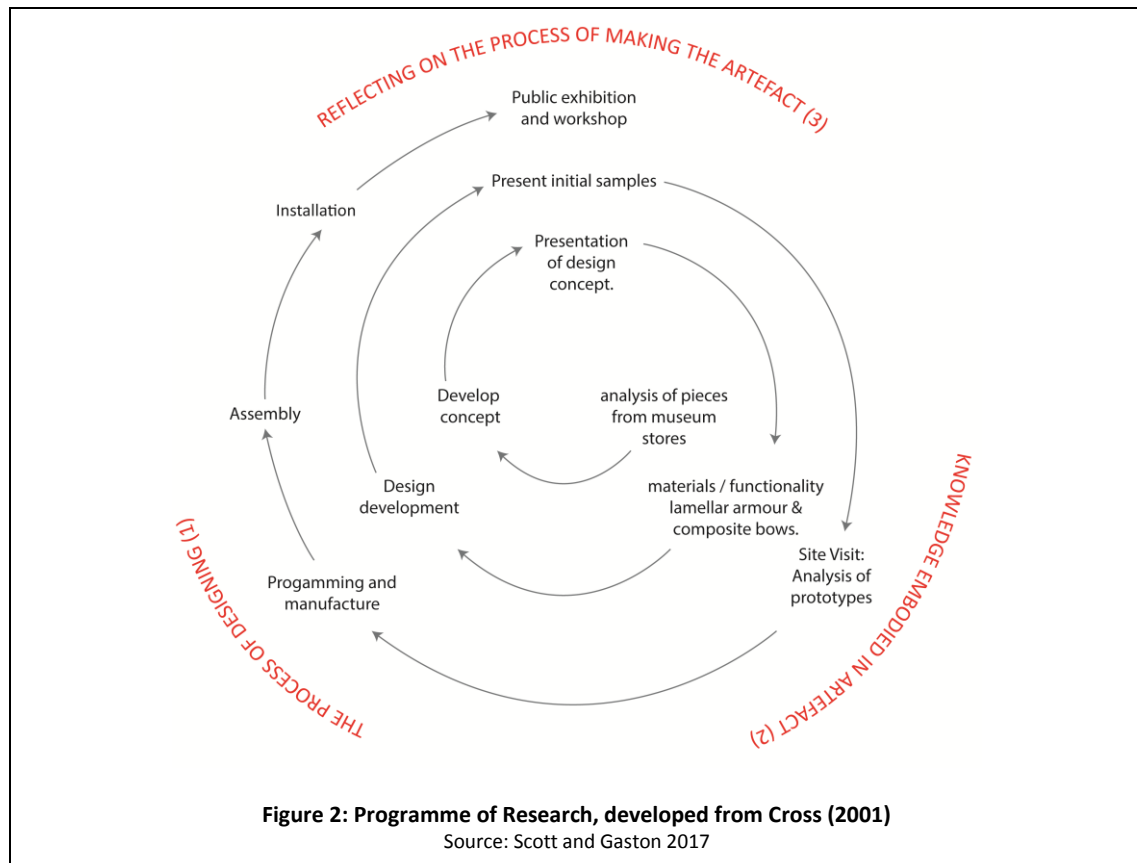 REFLECTING ON THE PROCESS OF MAKING THE ARTEFACT (3)
Public exhibition
and workshop
Present initial samples
Installation
Presentation
of design
concept.
Develop
concept
analysis of pieces
from museum
stores
Assembly
Design
development
materials / functionality
lamellar armour &
composite bows.
Site Visit:
Analysis of
prototypes
Progamming and
manufacture
THE PROCESS OF DESIGNING (1)
KNOWLEDGE EMBODIED IN ARTEFACT (2)
Figure 2: Programme of Research, developed from Cross (2001)
Source: Scott and Gaston 2017